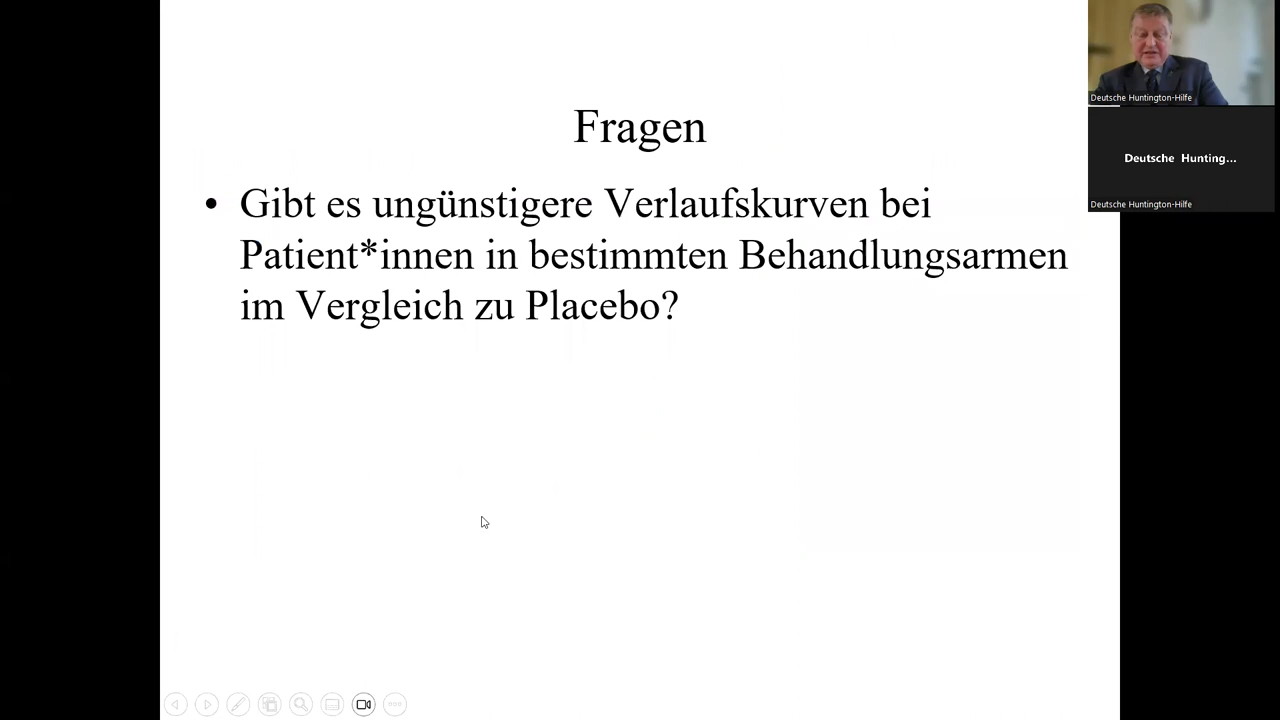 Fragen
• Gibt es ungünstigere Verlaufskurven bei
Patient*innen in bestimmten Behandlungsarmen
im Vergleich zu Placebo?
Deutsche Huntington-Hilfe
Deutsche Hunting...
Deutsche Huntington-Hilfe